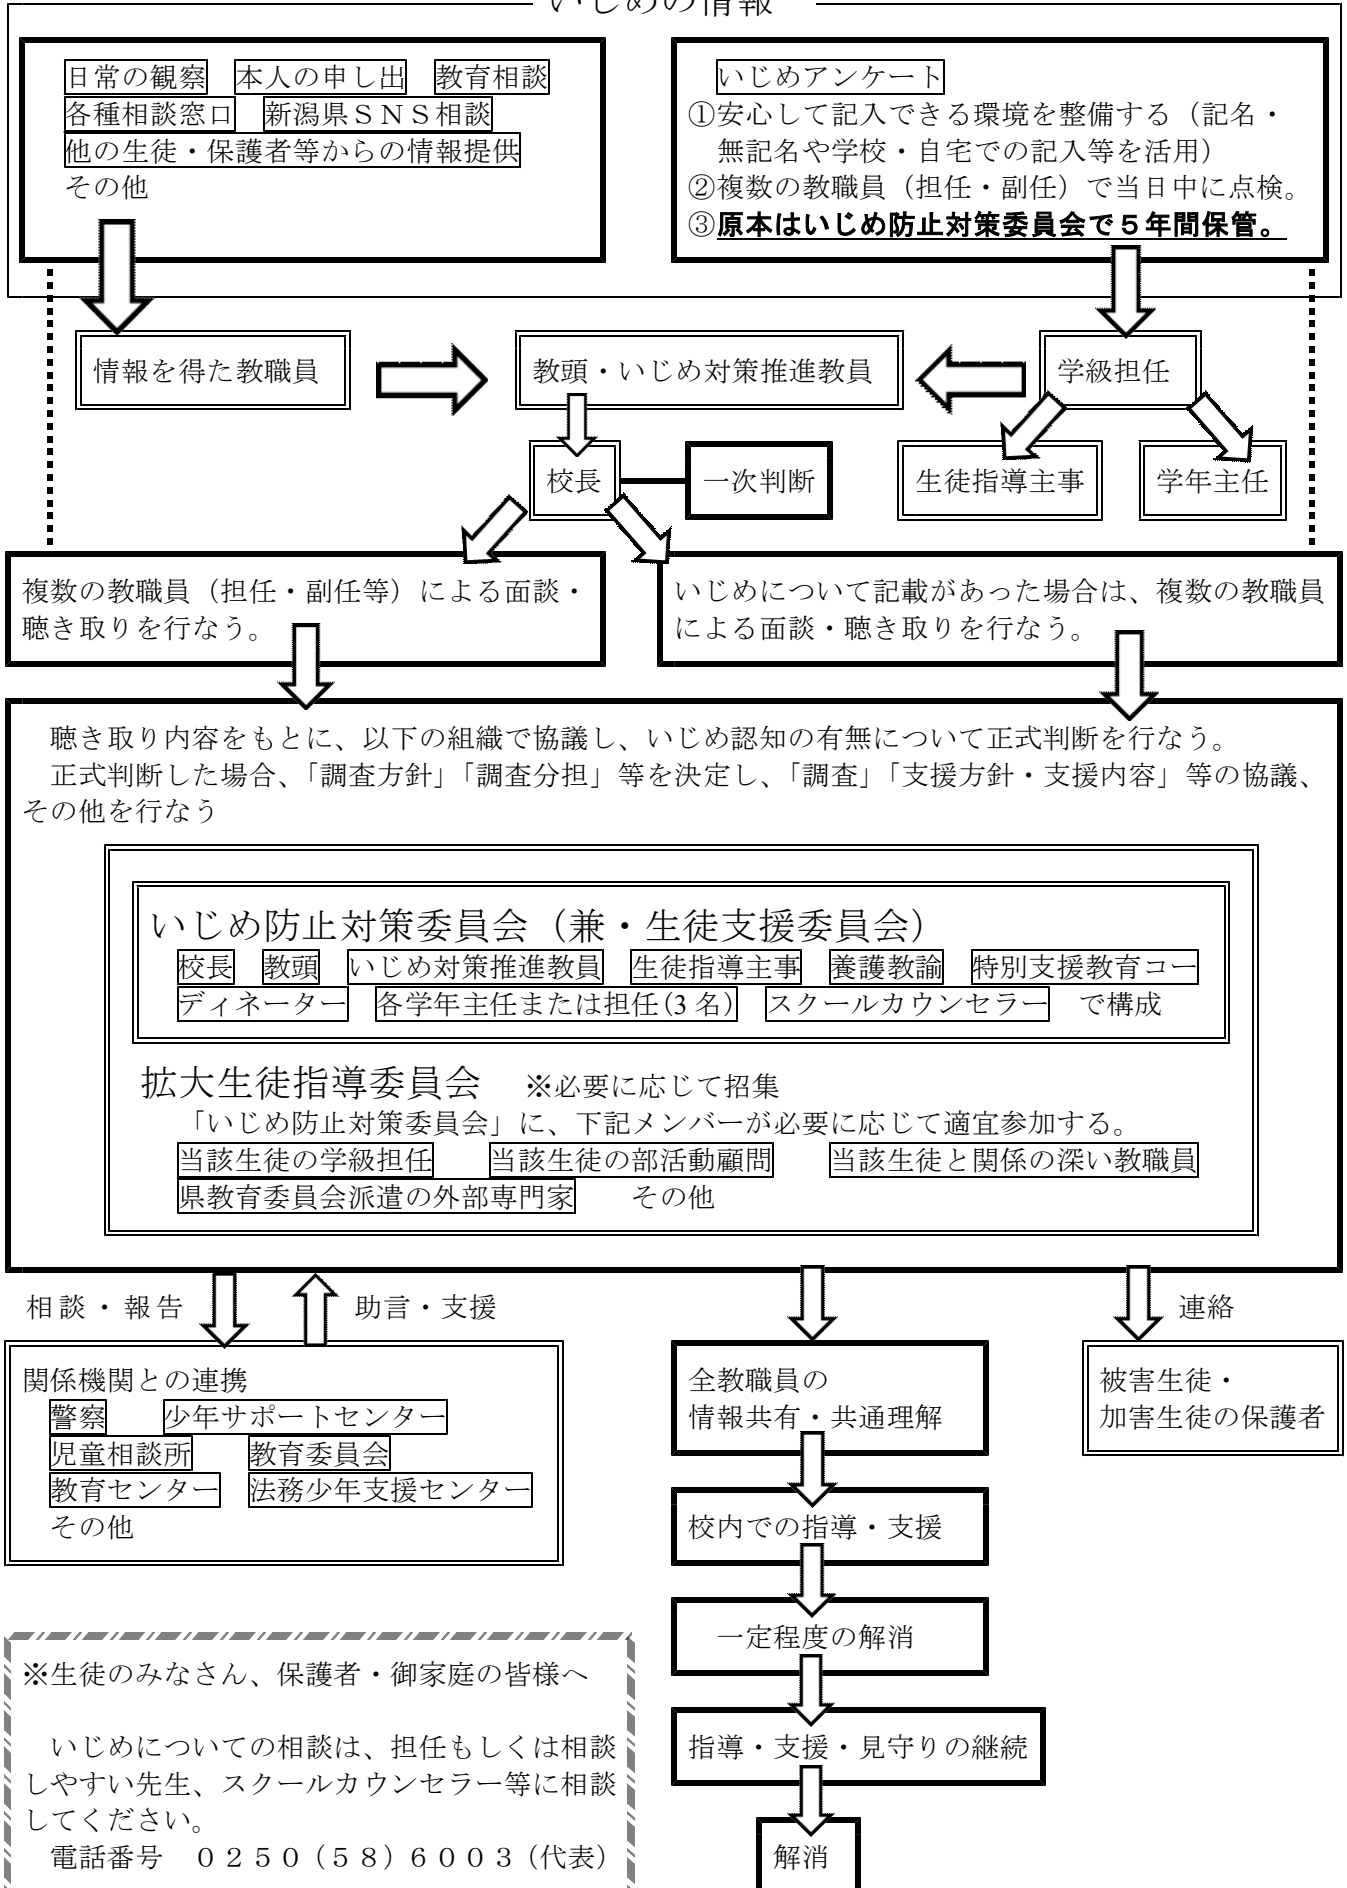 いじめの情報
日常の観察　本人の申し出　教育相談
各種相談窓口　新潟県ＳＮＳ相談
他の生徒・保護者等からの情報提供
その他
いじめアンケート
①安心して記入できる環境を整備する（記名・
無記名や学校・自宅での記入等を活用）
②複数の教職員（担任・副任）で当日中に点検。
③原本はいじめ防止対策委員会で５年間保管。
情報を得た教職員
教頭・いじめ対策推進教員
学級担任
校長
一次判断
生徒指導主事
学年主任
複数の教職員（担任・副任等）による面談・
聴き取りを行なう。
いじめについて記載があった場合は、複数の教職員
による面談・聴き取りを行なう。
聴き取り内容をもとに、以下の組織で協議し、いじめ認知の有無について正式判断を行なう。
正式判断した場合、「調査方針」「調査分担」等を決定し、「調査」「支援方針・支援内容」等の協議、
その他を行なう
いじめ防止対策委員会（兼・生徒支援委員会）
校長　教頭　いじめ対策推進教員　生徒指導主事　養護教諭　特別支援教育コー
ディネーター　各学年主任または担任(3 名)　スクールカウンセラー　で構成
拡大生徒指導委員会　※必要に応じて招集
「いじめ防止対策委員会」に、下記メンバーが必要に応じて適宜参加する。
当該生徒の学級担任　当該生徒の部活動顧問　当該生徒と関係の深い教職員
県教育委員会派遣の外部専門家　その他
相談・報告
助言・支援
連絡
関係機関との連携
警察　少年サポートセンター
児童相談所　教育委員会
教育センター　法務少年支援センター
その他
全教職員の
情報共有・共通理解
被害生徒・
加害生徒の保護者
校内での指導・支援
一定程度の解消
指導・支援・見守りの継続
解消
※生徒のみなさん、保護者・御家庭の皆様へ
いじめについての相談は、担任もしくは相談
しやすい先生、スクールカウンセラー等に相談
してください。
電話番号　０２５０（５８）６００３（代表）